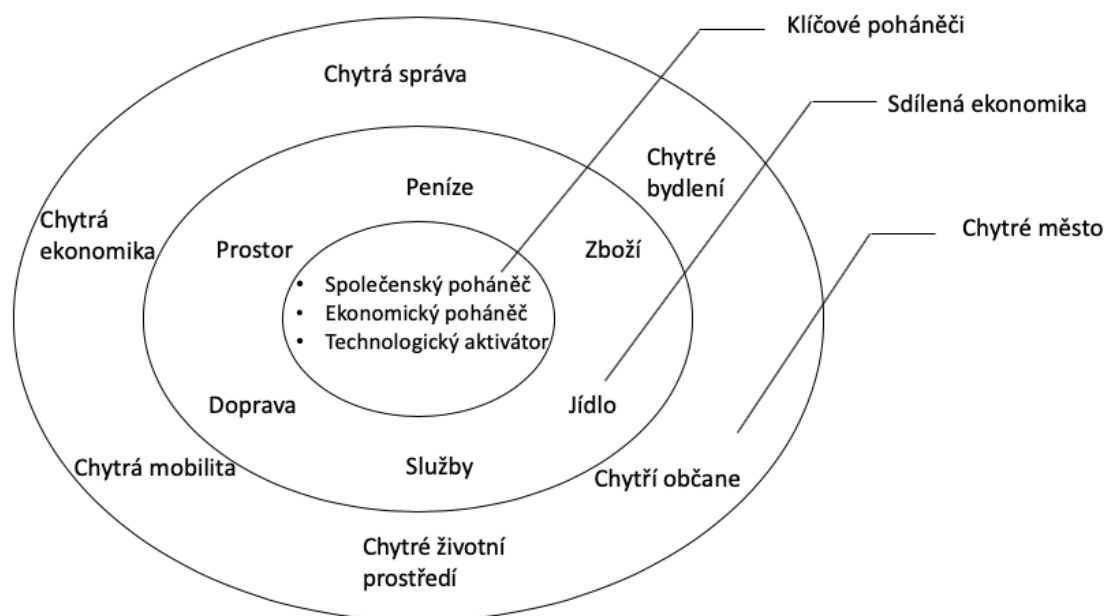 Klíčové poháněči
Chytrá správa
Sdílená ekonomika
Chytré
bydlení
Peníze
Chytrá
ekonomika
Prostor
Zboží
Chytré město
• Společenský poháněč
• Ekonomický poháněč
• Technologický aktivátor
Doprava
Jídlo
Chytrá mobilita
Služby
Chytří občane
Chytré životní
prostředí